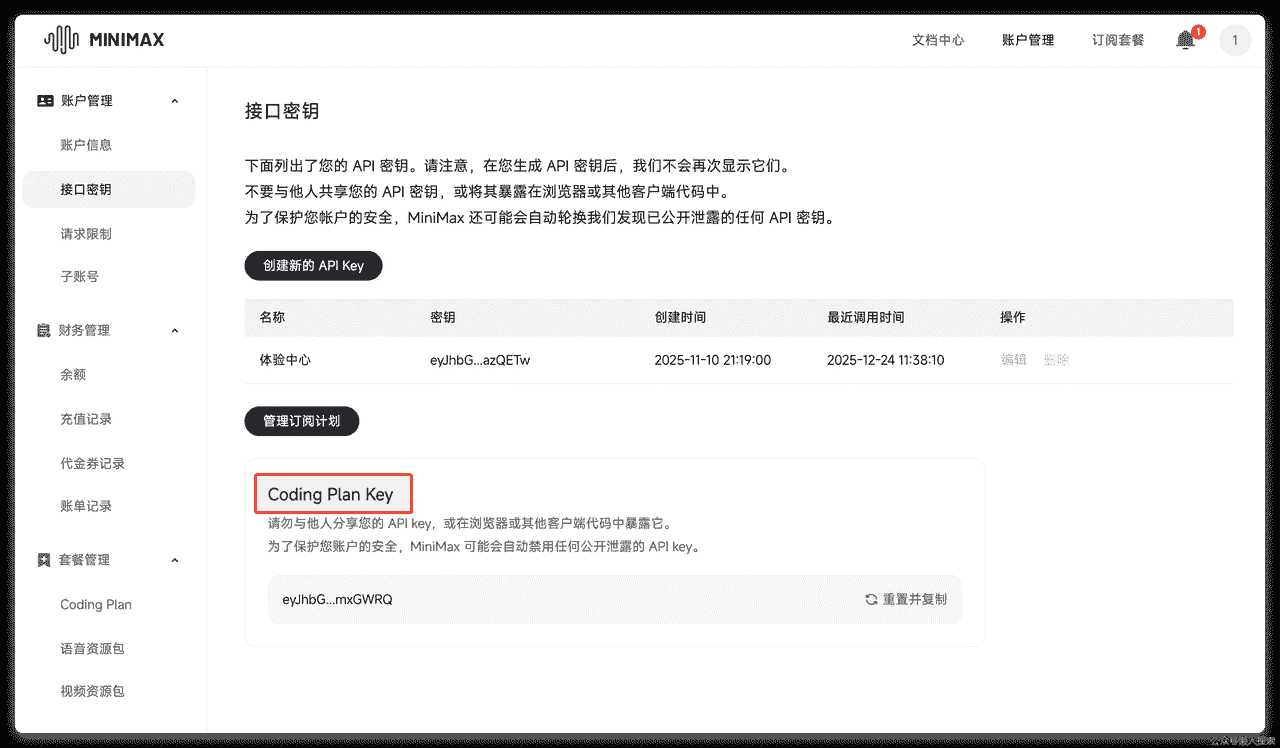 MINIMAX
文档中心
账户管理
订阅套餐
1
1
账户管理
账户信息
接口密钥
请求限制
子账号
财务管理
余额
充值记录
代金券记录
账单记录
套餐管理
Coding Plan
语音资源包
视频资源包
接口密钥
下面列出了您的 API 密钥。请注意，在您生成 API 密钥后，我们不会再次显示它们。
不要与他人共享您的 API 密钥，或将其暴露在浏览器或其他客户端代码中。
为了保护您帐户的安全，MiniMax 还可能会自动轮换我们发现已公开泄露的任何 API 密钥。
创建新的 API Key
名称 密钥 创建时间 最近调用时间 操作
体验中心 eyJhbG...azQETw 2025-11-10 21:19:00 2025-12-24 11:38:10 编辑 删除
管理订阅计划
Coding Plan Key
请勿与他人分享您的 API key，或在浏览器或其他客户端代码中暴露它。
为了保护您账户的安全，MiniMax 可能会自动禁用任何公开泄露的 API key。
eyJhbG...mxGWRQ 重置并复制
公众号懒人搜索